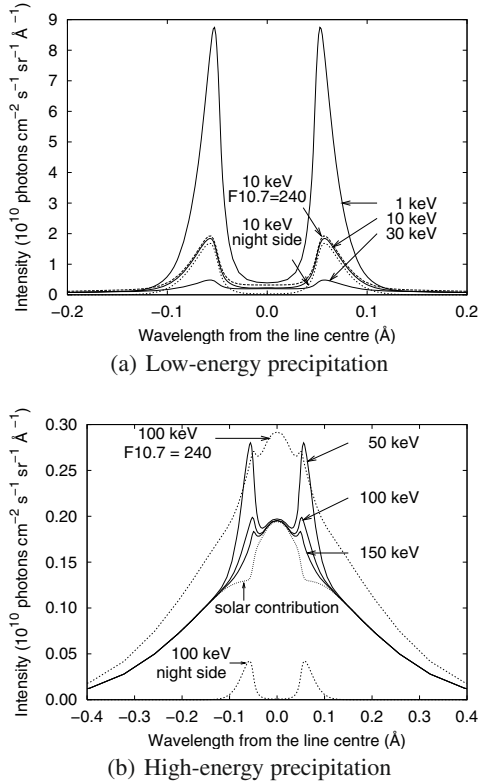 9
8
7
6
5
4
3
2
1
0
Intensity (10^10 photons cm^−2 s^−1 sr^−1 Å^−1)
10 keV
F10.7=240
10 keV
night side
1 keV
10 keV
30 keV
−0.2 −0.1 0 0.1 0.2
Wavelength from the line centre (Å)
(a) Low-energy precipitation
0.30
0.25
0.20
0.15
0.10
0.05
0.00
Intensity (10^10 photons cm^−2 s^−1 sr^−1 Å^−1)
100 keV
F10.7 = 240
50 keV
100 keV
150 keV
solar contribution
100 keV
night side
−0.4 −0.3 −0.2 −0.1 0.0 0.1 0.2 0.3 0.4
Wavelength from the line centre (Å)
(b) High-energy precipitation